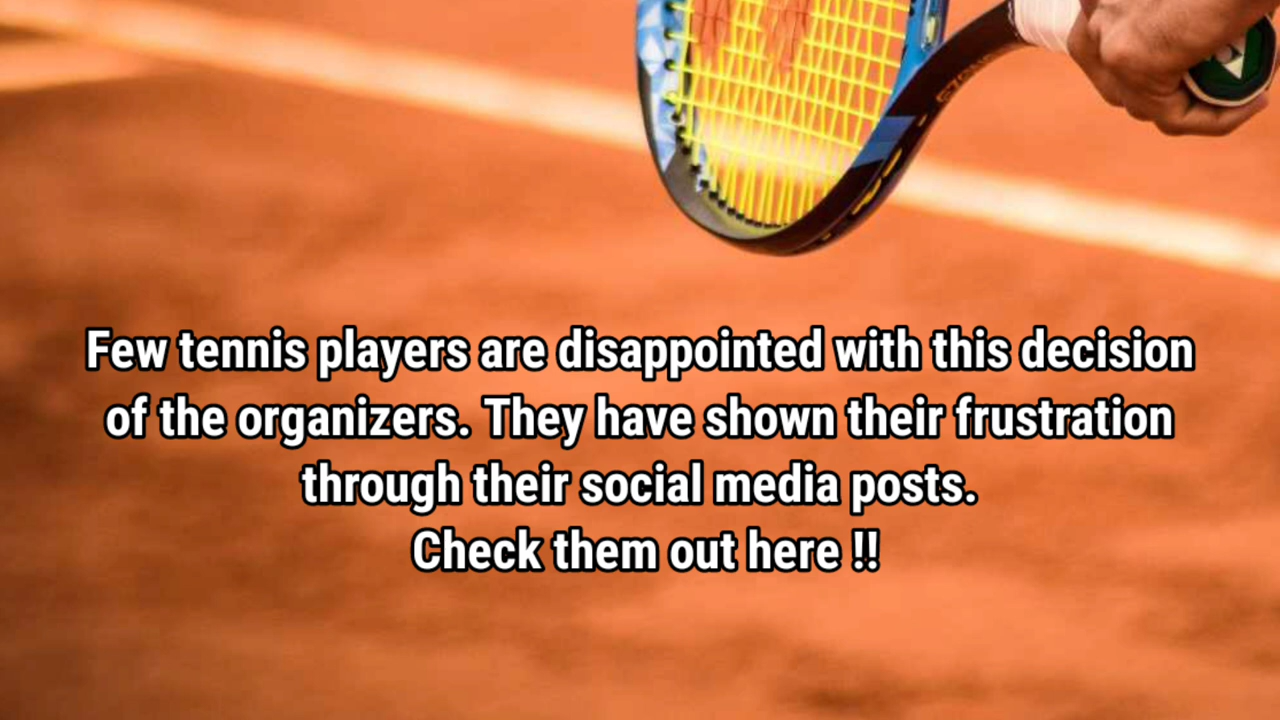 Few tennis players are disappointed with this decision
of the organizers. They have shown their frustration
through their social media posts.
Check them out here !!